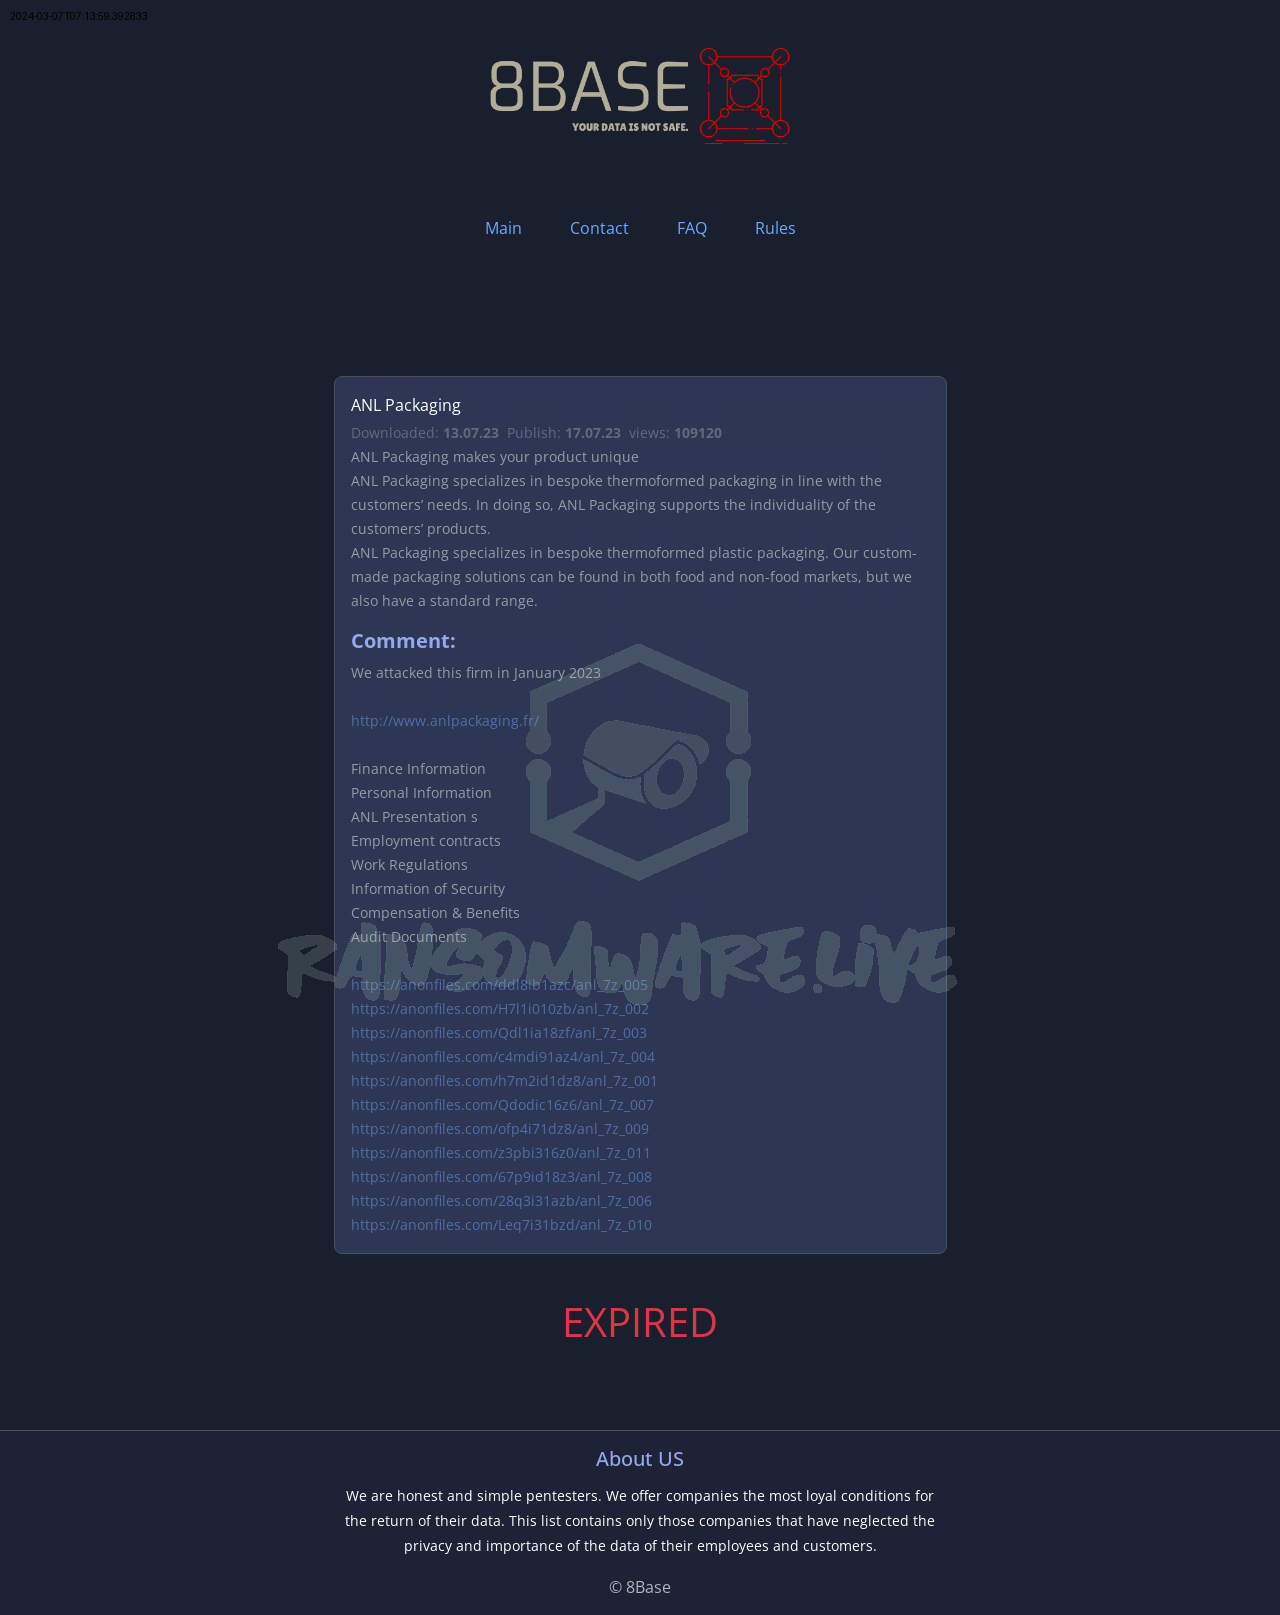 2024-03-07T07:13:59.392833
8BASE
YOUR DATA IS NOT SAFE.
Main Contact FAQ Rules
ANL Packaging
Downloaded: 13.07.23 Publish: 17.07.23 views: 109120
ANL Packaging makes your product unique
ANL Packaging specializes in bespoke thermoformed packaging in line with the
customers’ needs. In doing so, ANL Packaging supports the individuality of the
customers’ products.
ANL Packaging specializes in bespoke thermoformed plastic packaging. Our custom-
made packaging solutions can be found in both food and non-food markets, but we
also have a standard range.
Comment:
We attacked this firm in January 2023
http://www.anlpackaging.fr/
Finance Information
Personal Information
ANL Presentation s
Employment contracts
Work Regulations
Information of Security
Compensation & Benefits
Audit Documents
RANSOMWARE.LIVE
https://anonfiles.com/ddl8ib1azc/anl_7z_005
https://anonfiles.com/H7l1i010zb/anl_7z_002
https://anonfiles.com/Qdl1ia18zf/anl_7z_003
https://anonfiles.com/c4mdi91az4/anl_7z_004
https://anonfiles.com/h7m2id1dz8/anl_7z_001
https://anonfiles.com/Qdodic16z6/anl_7z_007
https://anonfiles.com/ofp4i71dz8/anl_7z_009
https://anonfiles.com/z3pbi316z0/anl_7z_011
https://anonfiles.com/67p9id18z3/anl_7z_008
https://anonfiles.com/28q3i31azb/anl_7z_006
https://anonfiles.com/Leq7i31bzd/anl_7z_010
EXPIRED
About US
We are honest and simple pentesters. We offer companies the most loyal conditions for
the return of their data. This list contains only those companies that have neglected the
privacy and importance of the data of their employees and customers.
© 8Base